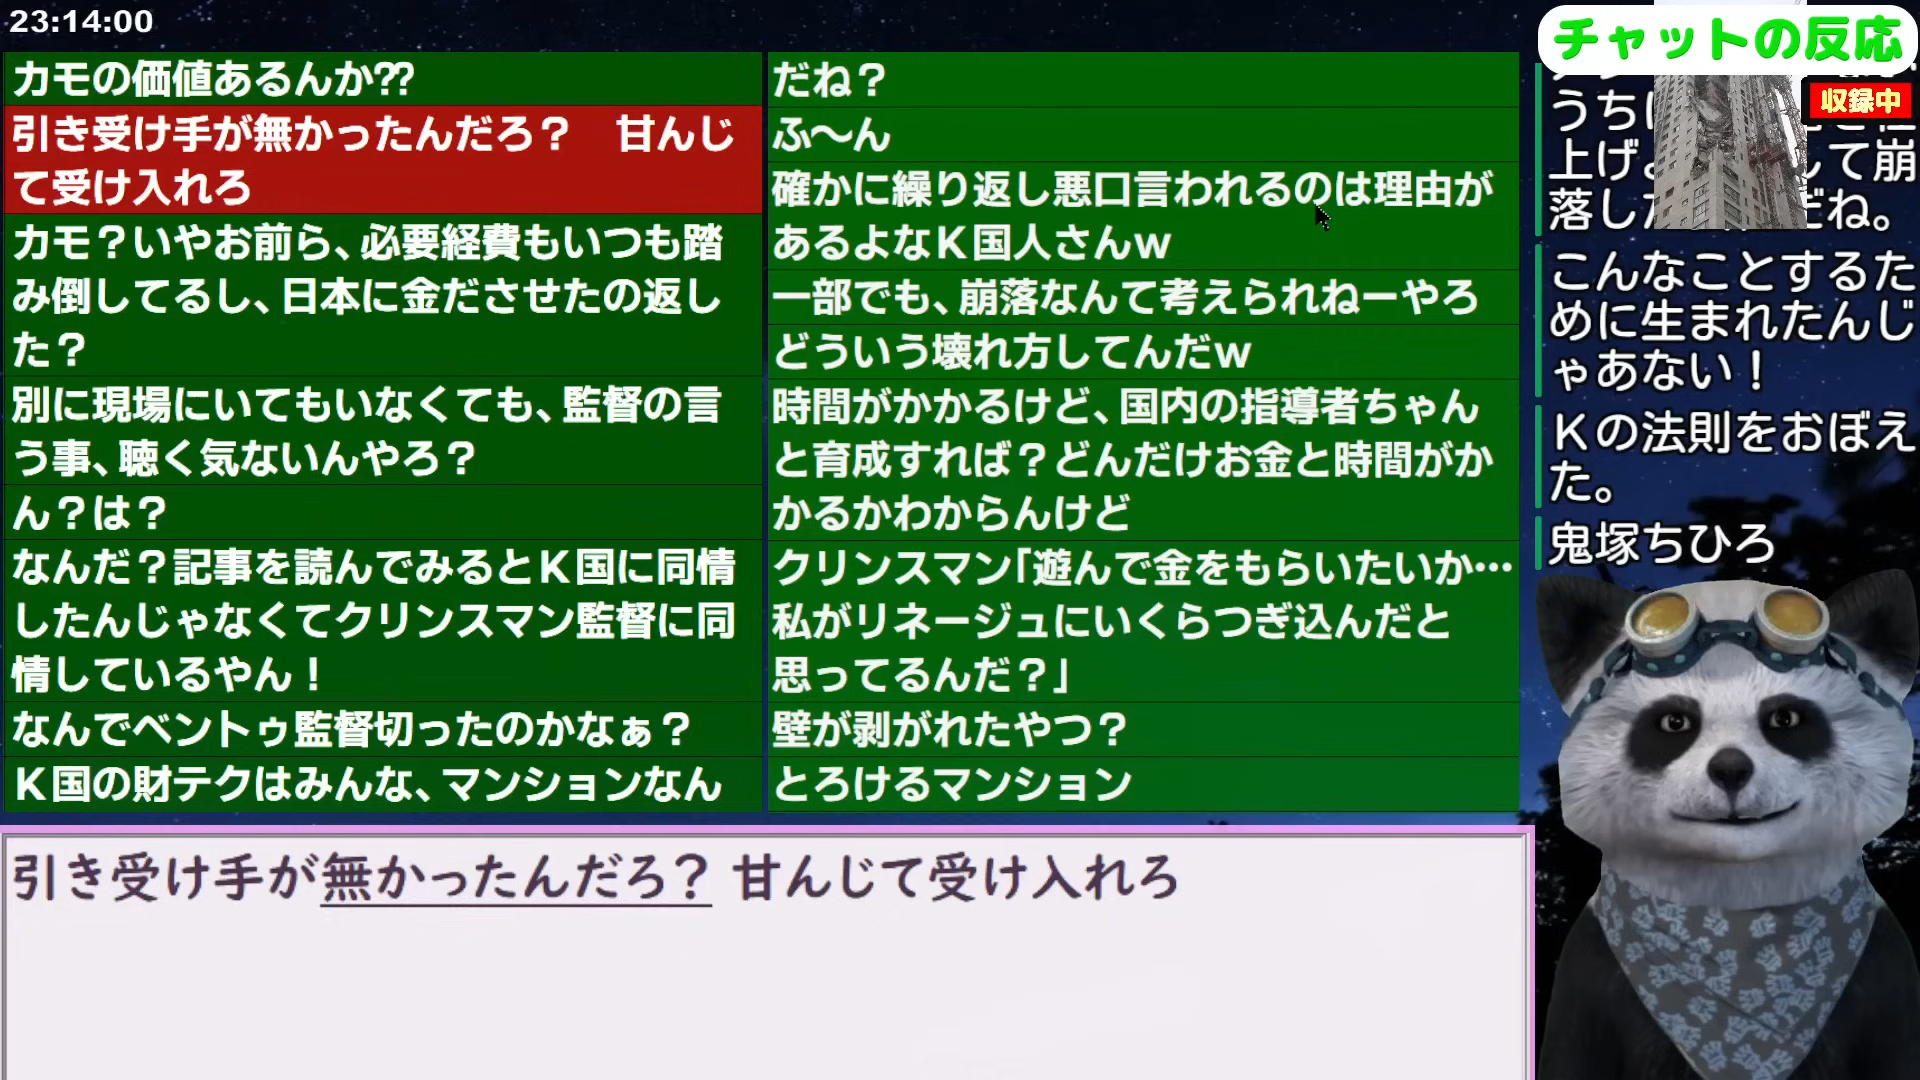 23:14:00
カモの価値あるんか⁇
引き受け手が無かったんだろ？　甘んじ
て受け入れろ
カモ？いやお前ら、必要経費もいつも踏
み倒してるし、日本に金ださせたの返し
た？
別に現場にいてもいなくても、監督の言
う事、聴く気ないんやろ？
ん？は？
なんだ？記事を読んでみるとＫ国に同情
したんじゃなくてクリンスマン監督に同
情しているやん！
なんでベントゥ監督切ったのかなぁ？
Ｋ国の財テクはみんな、マンションなん
だね？
ふ〜ん
確かに繰り返し悪口言われるのは理由が
あるよなＫ国人さんｗ
一部でも、崩落なんて考えられねーやろ
どういう壊れ方してんだｗ
時間がかかるけど、国内の指導者ちゃん
と育成すれば？どんだけお金と時間がか
かるかわからんけど
クリンスマン「遊んで金をもらいたいか…
私がリネージュにいくらつぎ込んだと
思ってるんだ？」
壁が剥がれたやつ？
とろけるマンション
チャットの反応
収録中
うち
上げ
して崩
落し
だね。
こんなことするた
めに生まれたんじ
ゃあない！
Ｋの法則をおぼえ
た。
鬼塚ちひろ
引き受け手が無かったんだろ？ 甘んじて受け入れろ